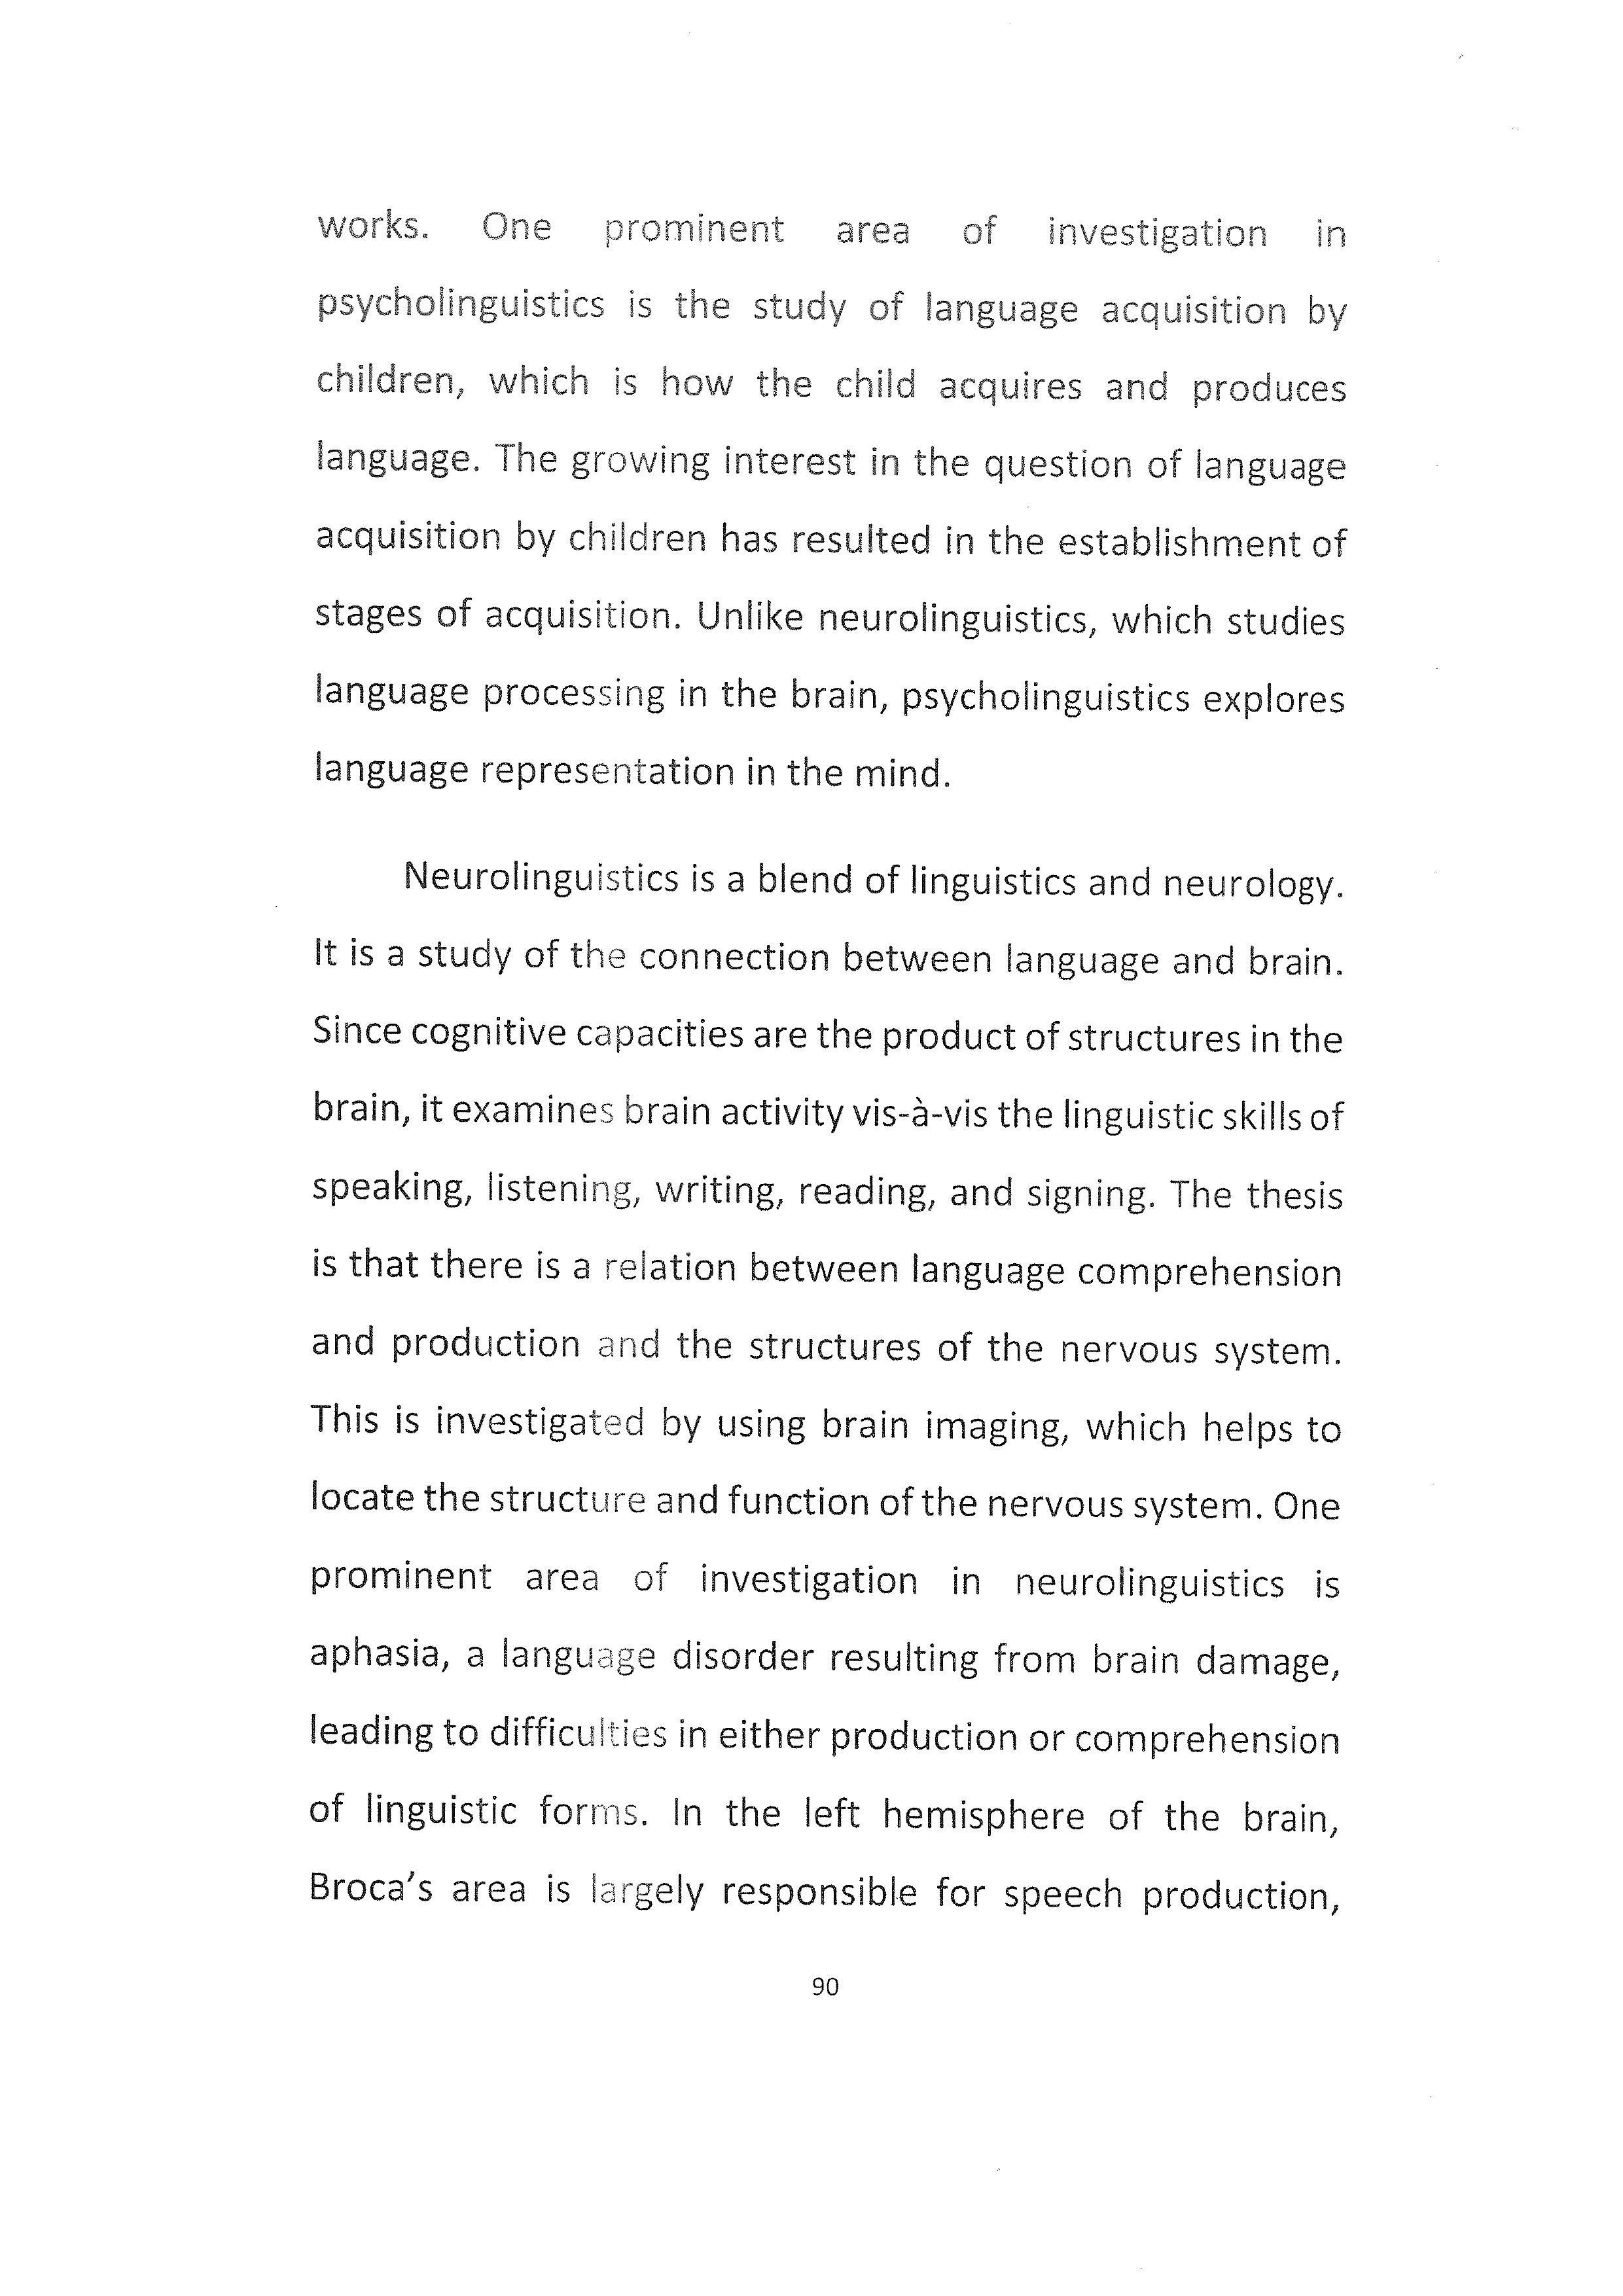 works. One prominent area of investigation in
psycholinguistics is the study of language acquisition by
children, which is how the child acquires and produces
language. The growing interest in the question of language
acquisition by children has resulted in the establishment of
stages of acquisition. Unlike neurolinguistics, which studies
language processing in the brain, psycholinguistics explores
language representation in the mind.
Neurolinguistics is a blend of linguistics and neurology.
It is a study of the connection between language and brain.
Since cognitive capacities are the product of structures in the
brain, it examines brain activity vis-à-vis the linguistic skills of
speaking, listening, writing, reading, and signing. The thesis
is that there is a relation between language comprehension
and production and the structures of the nervous system.
This is investigated by using brain imaging, which helps to
locate the structure and function of the nervous system. One
prominent area of investigation in neurolinguistics is
aphasia, a language disorder resulting from brain damage,
leading to difficulties in either production or comprehension
of linguistic forms. In the left hemisphere of the brain,
Broca's area is largely responsible for speech production,
90